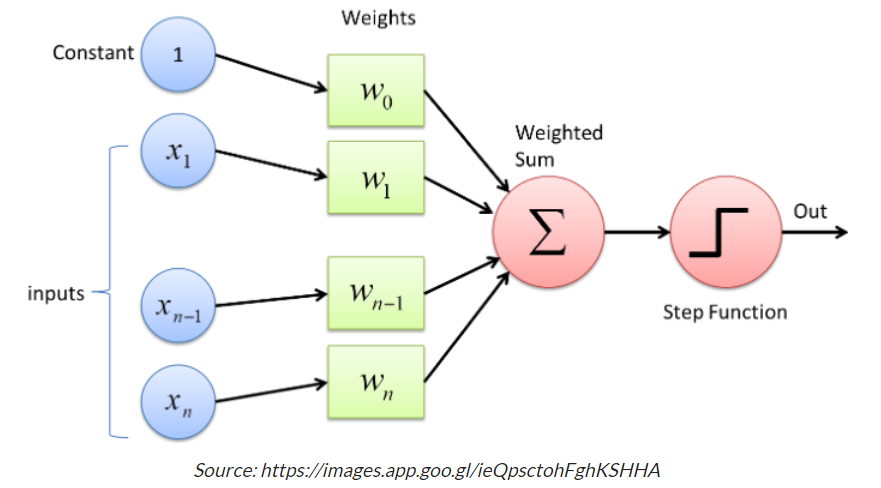 Weights
Constant
1
w0
x1
w1
Weighted
Sum
Σ
Out
inputs
xn-1
wn-1
Step Function
xn
wn
Source: https://images.app.goo.gl/ieQpsctohFghKSHHA